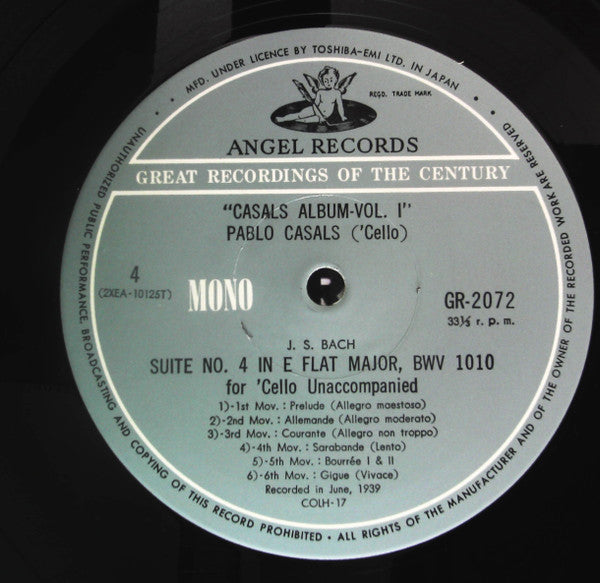 • • MFD. UNDER LICENCE BY TOSHIBA-EMI LTD. IN JAPAN • •
REGD. TRADE MARK
ANGEL RECORDS
GREAT RECORDINGS OF THE CENTURY
"CASALS ALBUM-VOL. I"
PABLO CASALS ('Cello)
4
(2XEA-10125T)
MONO
GR-2072
33⅓ r. p. m.
J. S. BACH
SUITE NO. 4 IN E FLAT MAJOR, BWV 1010
for 'Cello Unaccompanied
1)-1st Mov. : Prelude (Allegro maestoso)
2)-2nd Mov. : Allemande (Allegro moderato)
3)-3rd Mov. : Courante (Allegro non troppo)
4)-4th Mov. : Sarabande (Lento)
5)-5th Mov. : Bourrée I & II
6)-6th Mov. : Gigue (Vivace)
Recorded in June, 1939
COLH-17
UNAUTHORIZED PUBLIC PERFORMANCE, BROADCASTING AND COPYING OF THIS RECORD PROHIBITED • ALL RIGHTS OF THE MANUFACTURER AND OF THE OWNER OF THE RECORDED WORK ARE RESERVED